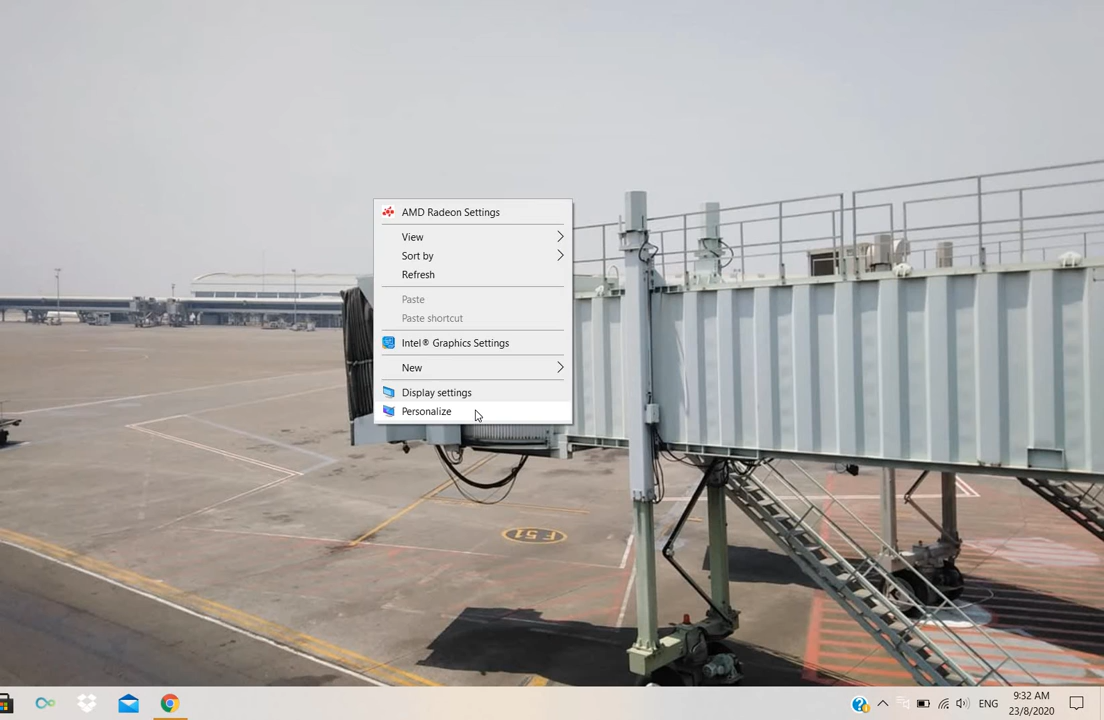 AMD Radeon Settings
View
Sort by
Refresh
Paste
Paste shortcut
Intel® Graphics Settings
New
Display settings
Personalize
F 51
ENG
9:32 AM
23/8/2020